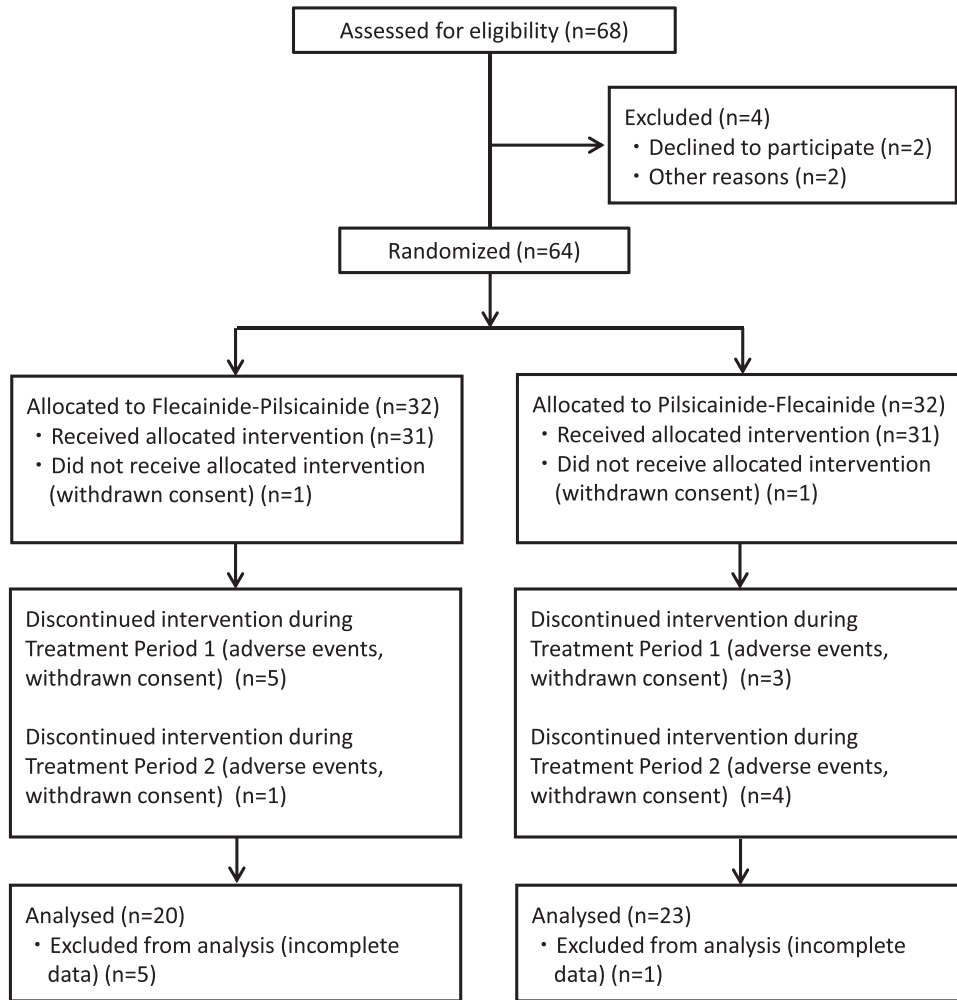 Assessed for eligibility (n=68)
Excluded (n=4)
・Declined to participate (n=2)
・Other reasons (n=2)
Randomized (n=64)
Allocated to Flecainide-Pilsicainide (n=32)
・Received allocated intervention (n=31)
・Did not receive allocated intervention
(withdrawn consent) (n=1)
Allocated to Pilsicainide-Flecainide (n=32)
・Received allocated intervention (n=31)
・Did not receive allocated intervention
(withdrawn consent) (n=1)
Discontinued intervention during
Treatment Period 1 (adverse events,
withdrawn consent) (n=5)
Discontinued intervention during
Treatment Period 2 (adverse events,
withdrawn consent) (n=1)
Discontinued intervention during
Treatment Period 1 (adverse events,
withdrawn consent) (n=3)
Discontinued intervention during
Treatment Period 2 (adverse events,
withdrawn consent) (n=4)
Analysed (n=20)
・Excluded from analysis (incomplete
data) (n=5)
Analysed (n=23)
・Excluded from analysis (incomplete
data) (n=1)